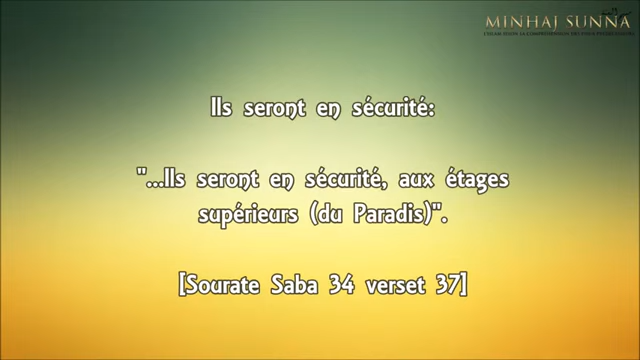 MINHAJ SUNNA
Ils seront en sécurité:
"...Ils seront en sécurité, aux étages
supérieurs (du Paradis)".
[Sourate Saba 34 verset 37]